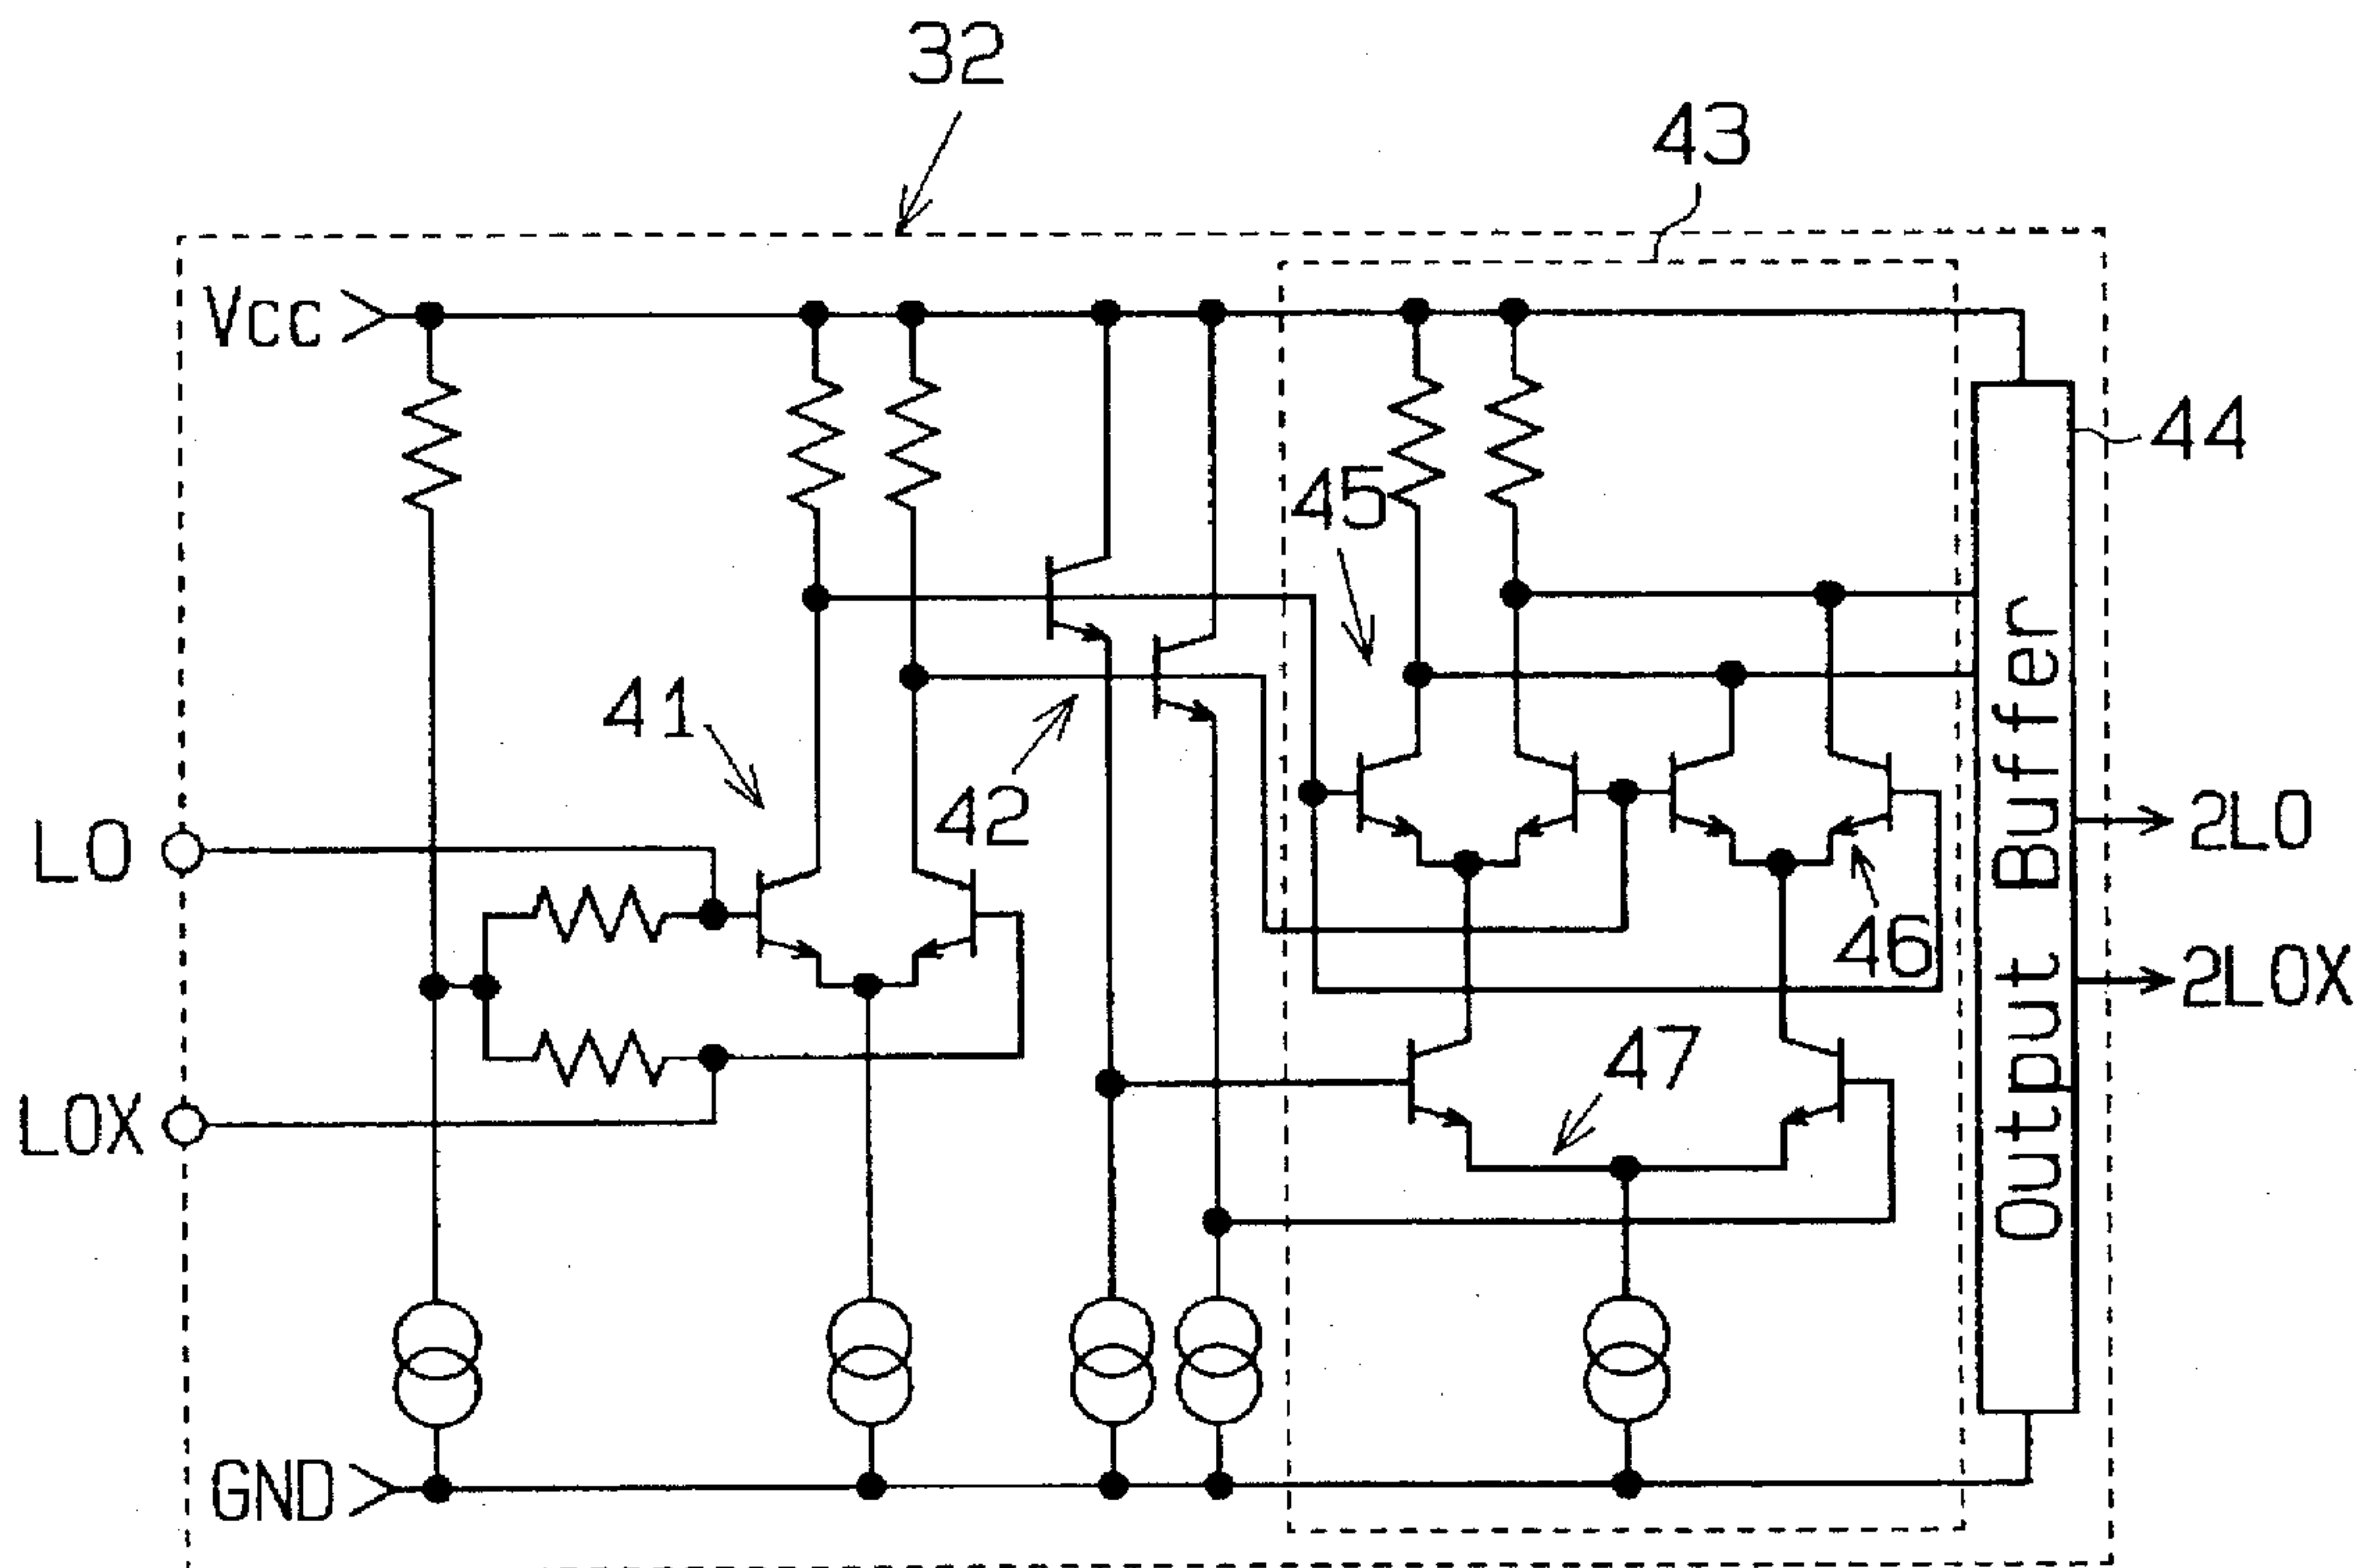 32
43
Vcc
44
45
41
42
LO
2LO
46
Output Buffer
2LOX
47
LOX
GND